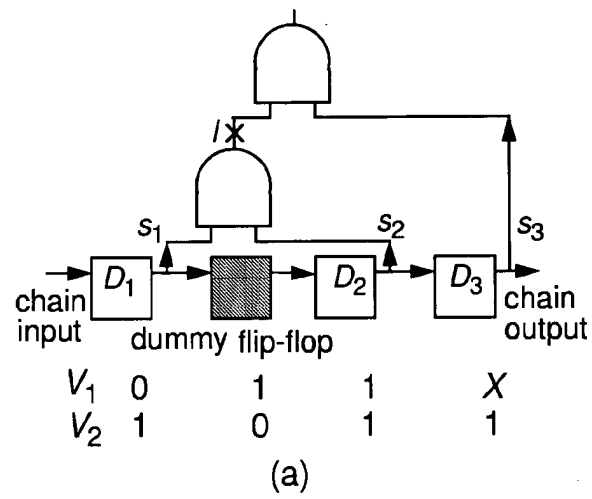 l
s1 s2 s3
D1 D2 D3
chain input
dummy flip-flop
chain output
V1 0 1 1 X
V2 1 0 1 1
(a)